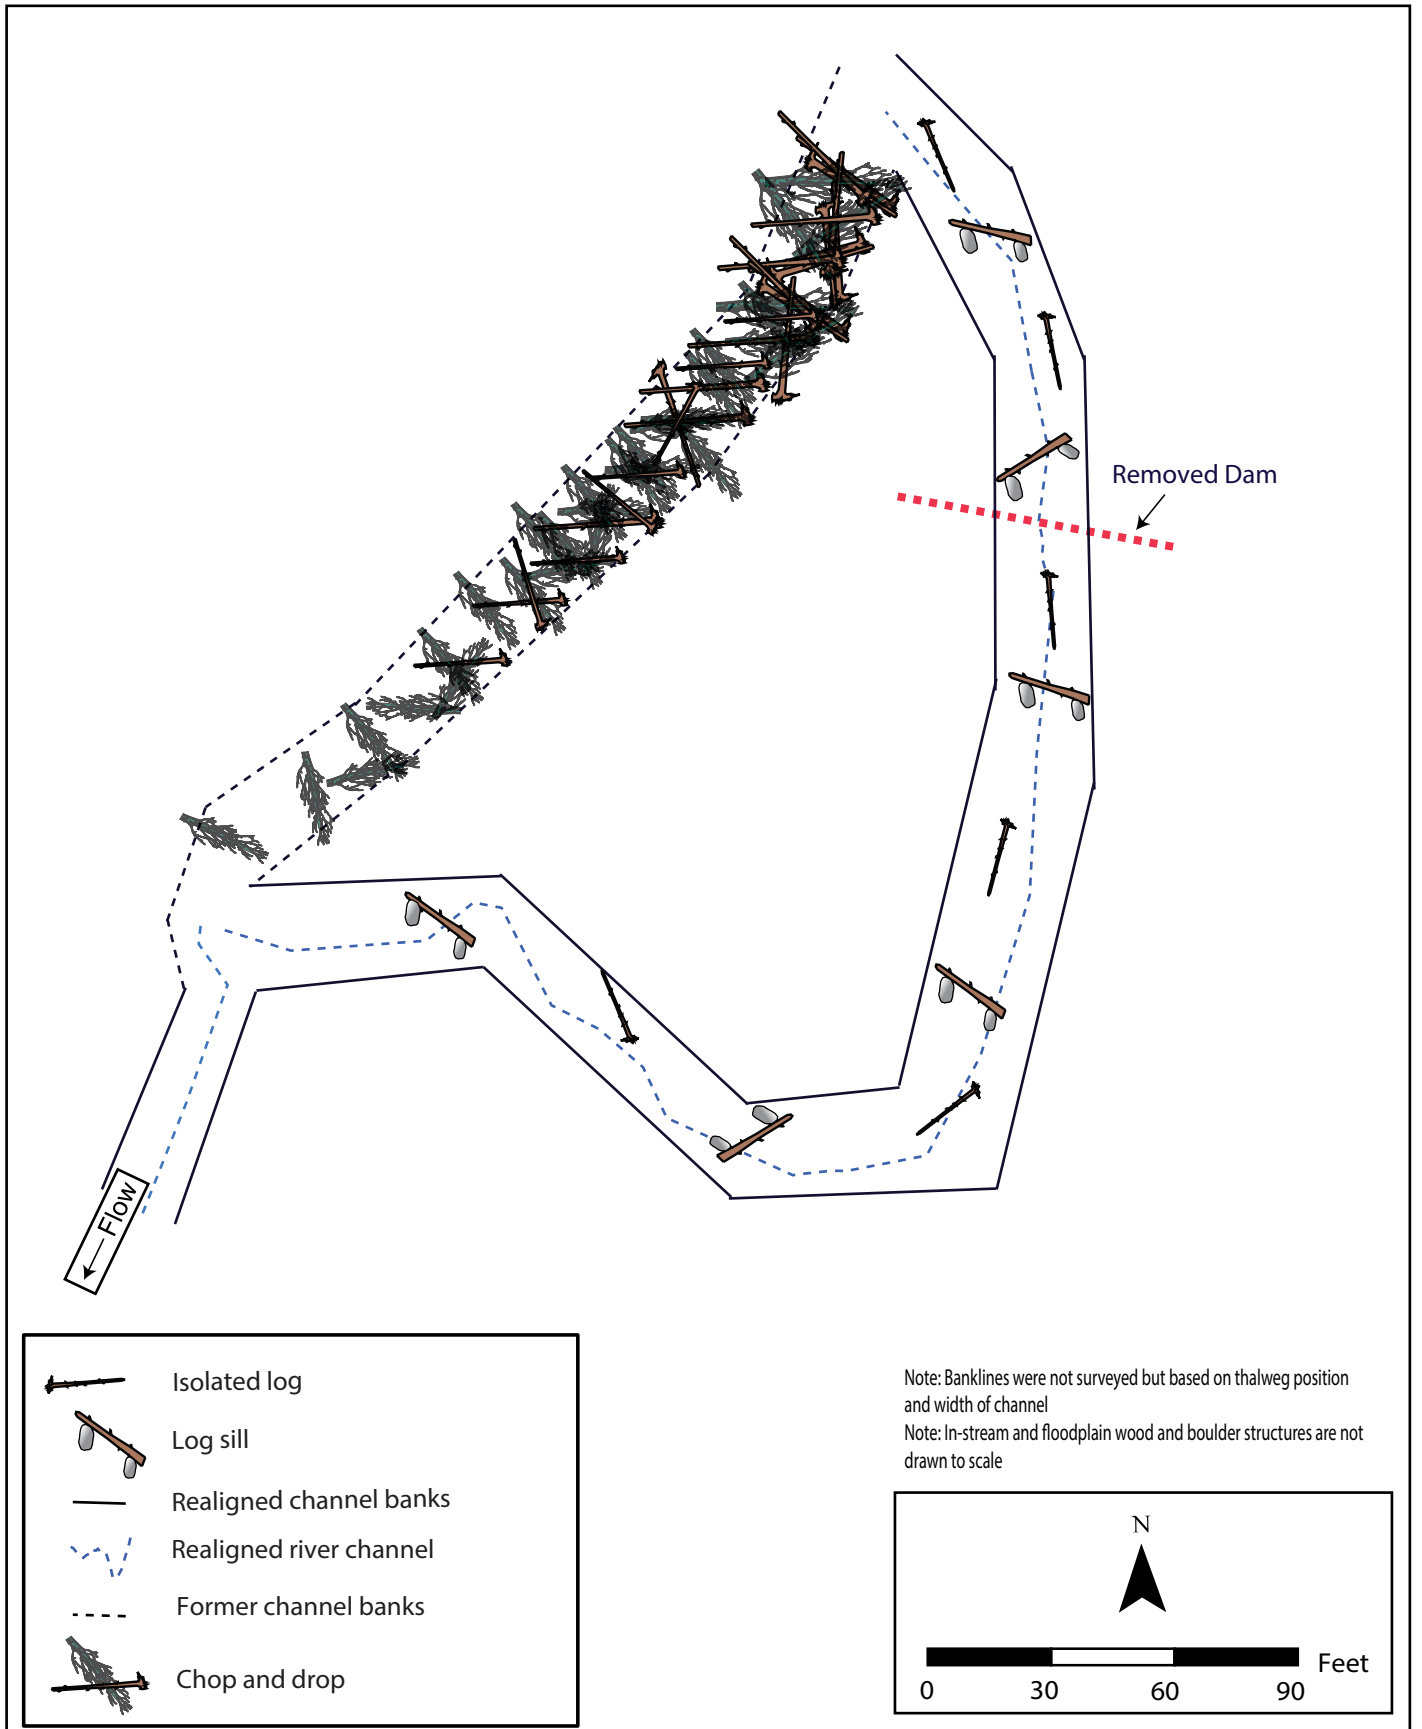 Removed Dam
Flow
Isolated log
Log sill
Realigned channel banks
Realigned river channel
Former channel banks
Chop and drop
Note: Banklines were not surveyed but based on thalweg position
and width of channel
Note: In-stream and floodplain wood and boulder structures are not
drawn to scale
N
Feet
0 30 60 90